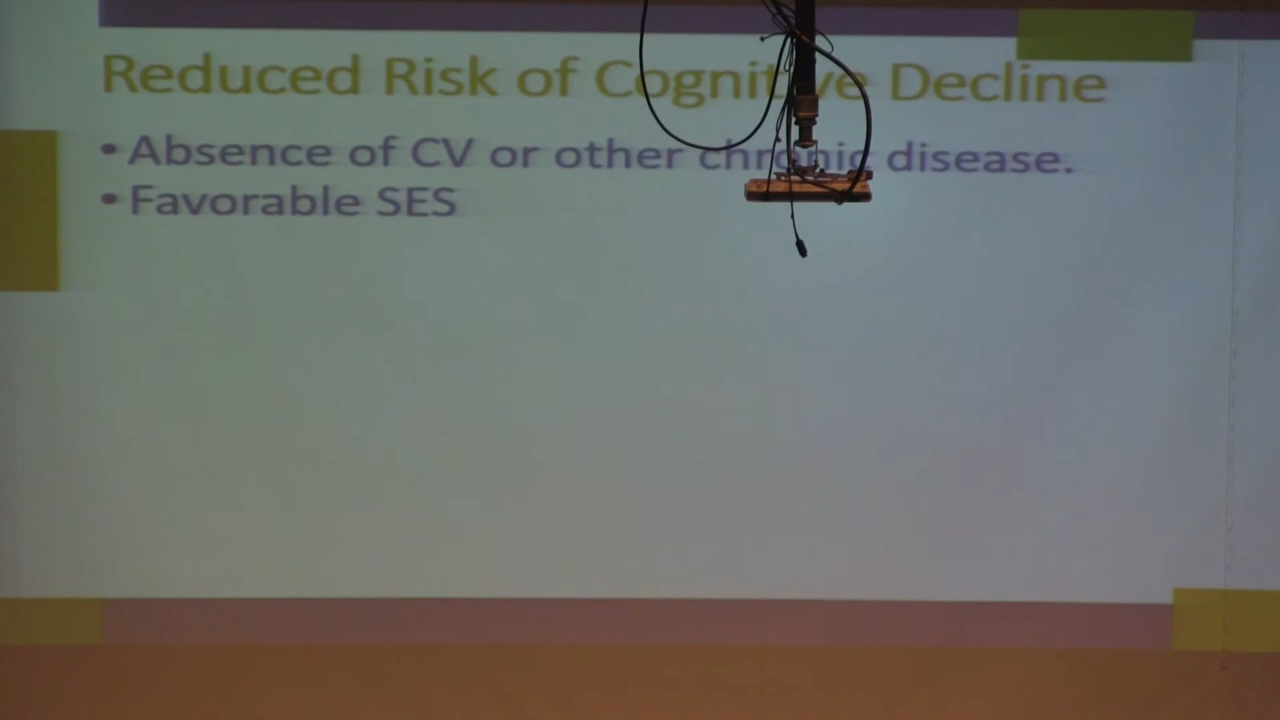 Reduced Risk of Cognitive Decline
• Absence of CV or other chronic disease.
• Favorable SES